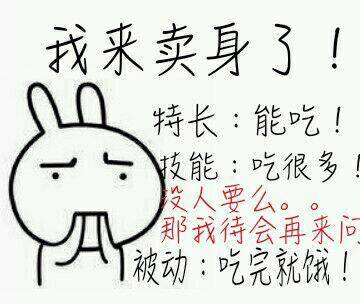 我来卖身了！
特长：能吃！
技能：吃很多！
没人要么。。
那我待会再来问
被动：吃完就饿！